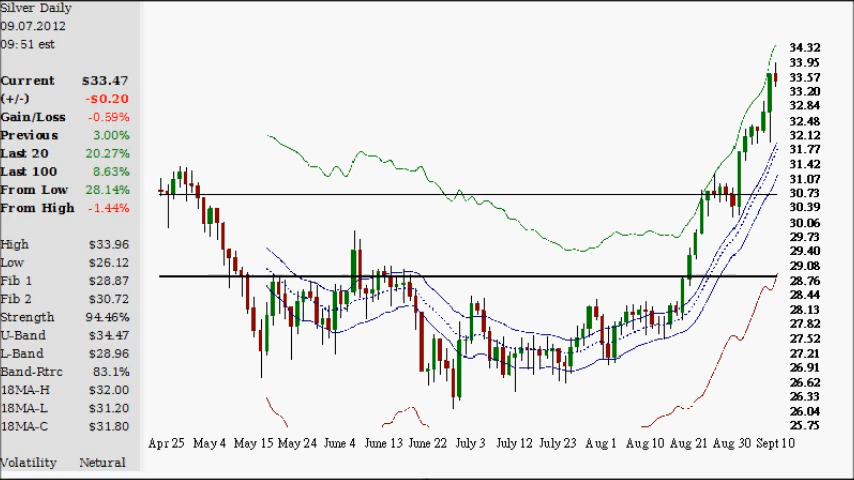 Silver Daily
09.07.2012
09:51 est
Current $33.47
(+/-) -$0.20
Gain/Loss -0.59%
Previous 3.00%
Last 20 20.27%
Last 100 8.63%
From Low 28.14%
From High -1.44%
High $33.96
Low $26.12
Fib 1 $28.87
Fib 2 $30.72
Strength 94.46%
U-Band $34.47
L-Band $28.96
Band-Rtrc 83.1%
18MA-H $32.00
18MA-L $31.20
18MA-C $31.80
Volatility Netural
34.32
33.95
33.57
33.20
32.84
32.48
32.12
31.77
31.42
31.07
30.73
30.39
30.06
29.73
29.40
29.08
28.76
28.44
28.13
27.82
27.52
27.21
26.91
26.62
26.33
26.04
25.75
Apr 25 May 4 May 15 May 24 June 4 June 13 June 22 July 3 July 12 July 23 Aug 1 Aug 10 Aug 21 Aug 30 Sept 10